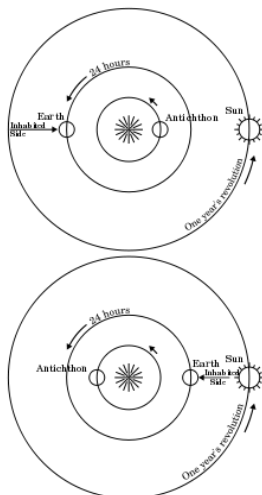 24 hours
Earth
Antichthon
Sun
Inhabited
Side
One year's revolution
24 hours
Antichthon
Earth
Sun
Inhabited
Side
One year's revolution